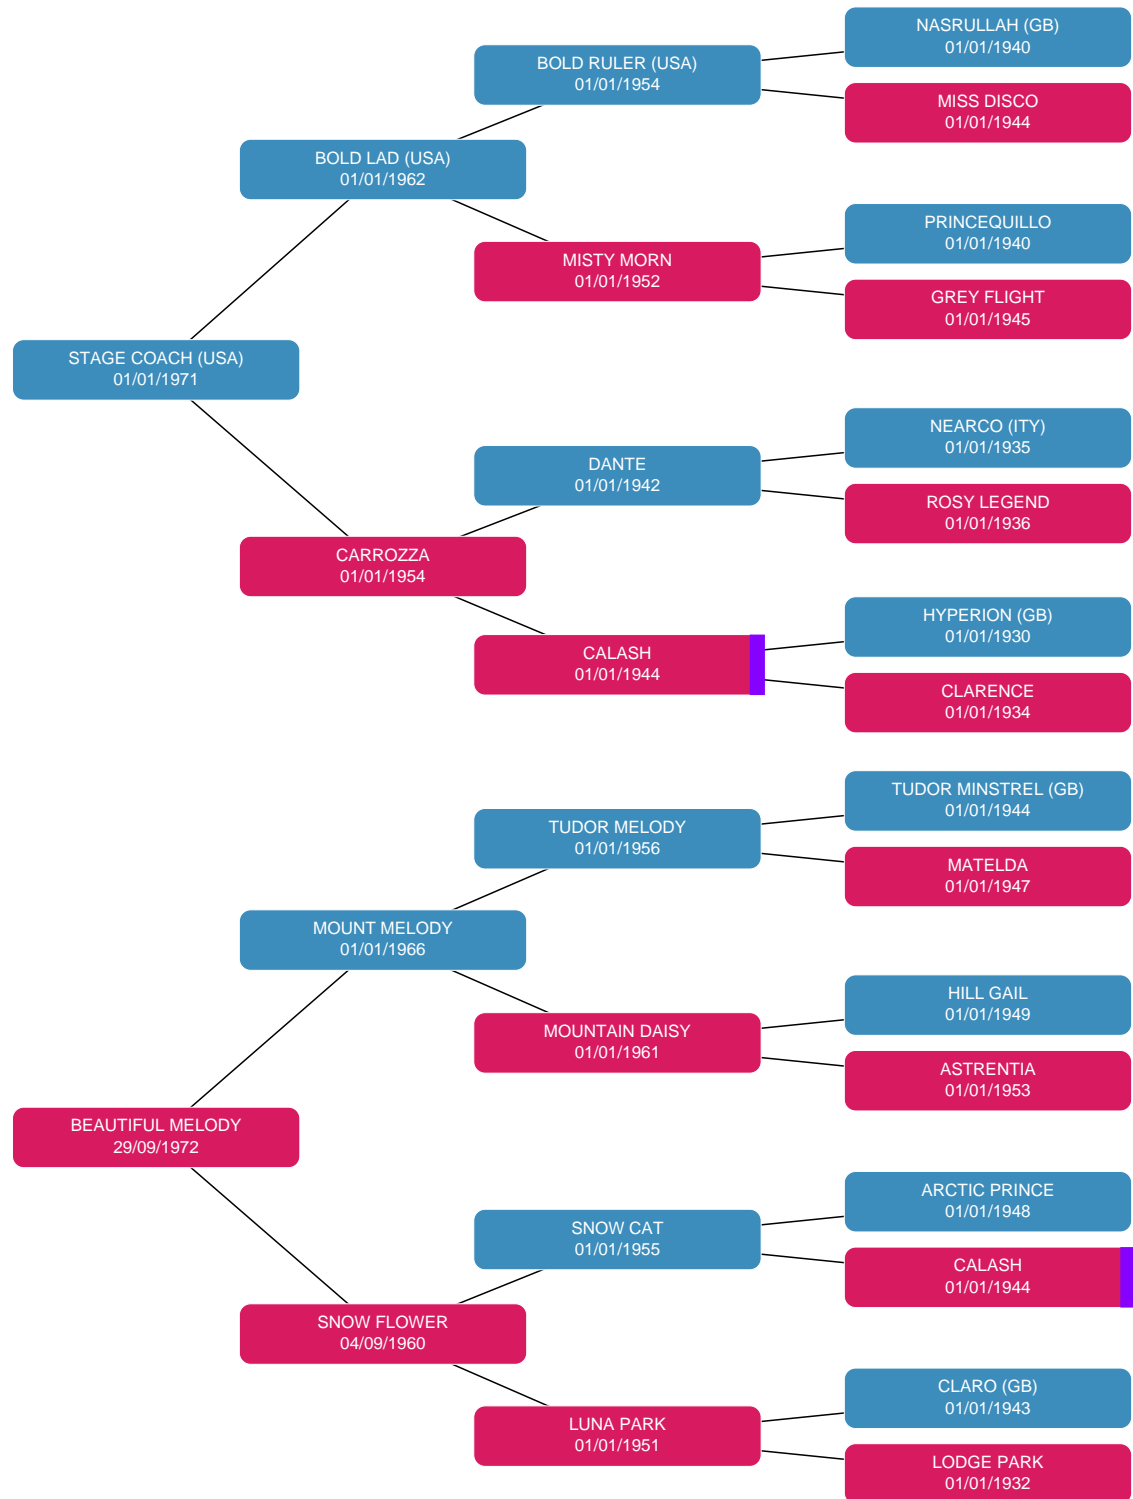 NASRULLAH (GB)
01/01/1940
BOLD RULER (USA)
01/01/1954
MISS DISCO
01/01/1944
BOLD LAD (USA)
01/01/1962
PRINCEQUILLO
01/01/1940
MISTY MORN
01/01/1952
GREY FLIGHT
01/01/1945
STAGE COACH (USA)
01/01/1971
NEARCO (ITY)
01/01/1935
DANTE
01/01/1942
ROSY LEGEND
01/01/1936
CARROZZA
01/01/1954
HYPERION (GB)
01/01/1930
CALASH
01/01/1944
CLARENCE
01/01/1934
TUDOR MINSTREL (GB)
01/01/1944
TUDOR MELODY
01/01/1956
MATELDA
01/01/1947
MOUNT MELODY
01/01/1966
HILL GAIL
01/01/1949
MOUNTAIN DAISY
01/01/1961
ASTRENTIA
01/01/1953
BEAUTIFUL MELODY
29/09/1972
ARCTIC PRINCE
01/01/1948
SNOW CAT
01/01/1955
CALASH
01/01/1944
SNOW FLOWER
04/09/1960
CLARO (GB)
01/01/1943
LUNA PARK
01/01/1951
LODGE PARK
01/01/1932